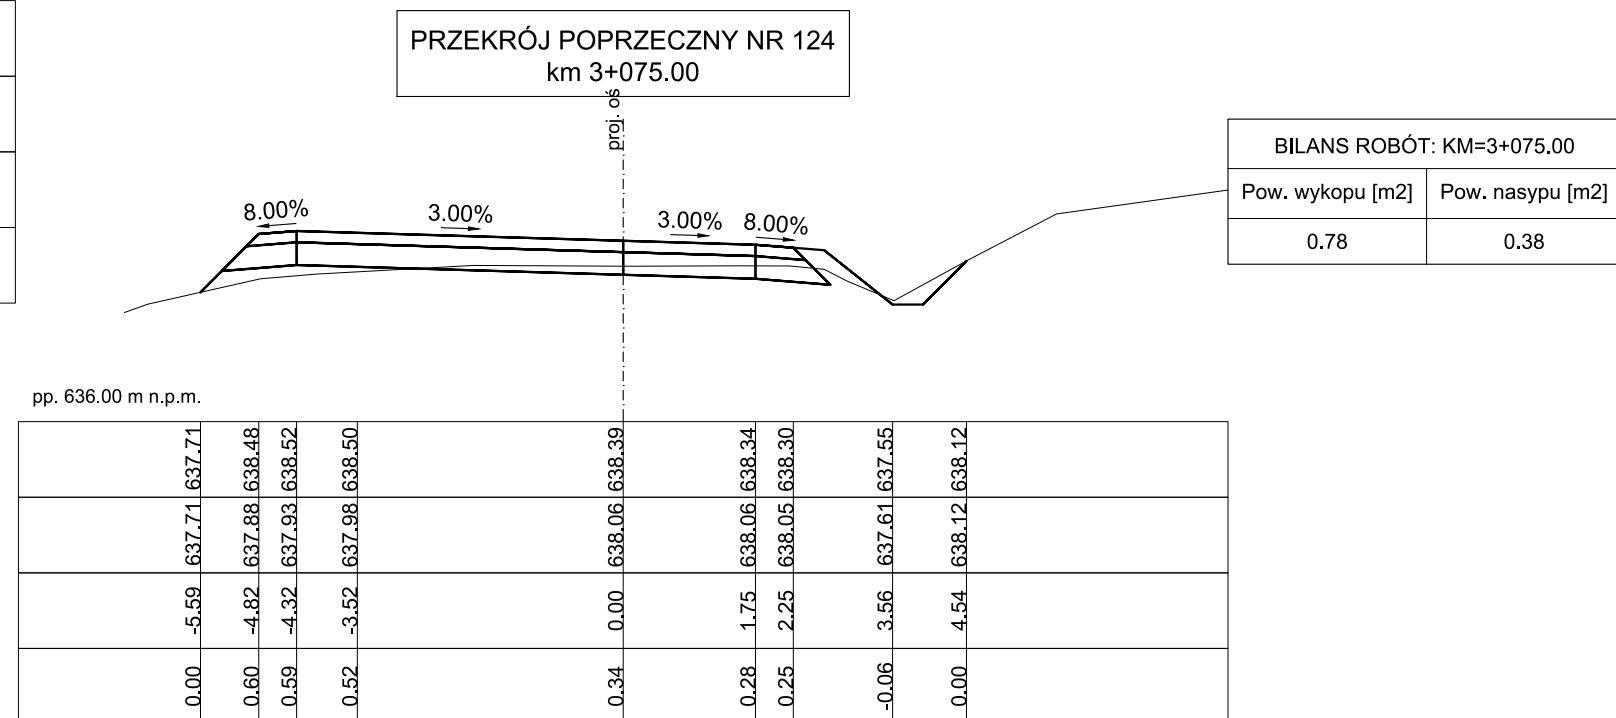 PRZEKRÓJ POPRZECZNY NR 124
km 3+075.00
proj. oś
BILANS ROBÓT: KM=3+075.00
Pow. wykopu [m2] Pow. nasypu [m2]
0.78 0.38
8.00% 3.00% 3.00% 8.00%
pp. 636.00 m n.p.m.
637.71 638.48 638.52 638.50 638.39 638.34 638.30 637.55 638.12
637.71 637.88 637.93 637.98 638.06 638.06 638.05 637.61 638.12
-5.59 -4.82 -4.32 -3.52 0.00 1.75 2.25 3.56 4.54
0.00 0.60 0.59 0.52 0.34 0.28 0.25 -0.06 0.00